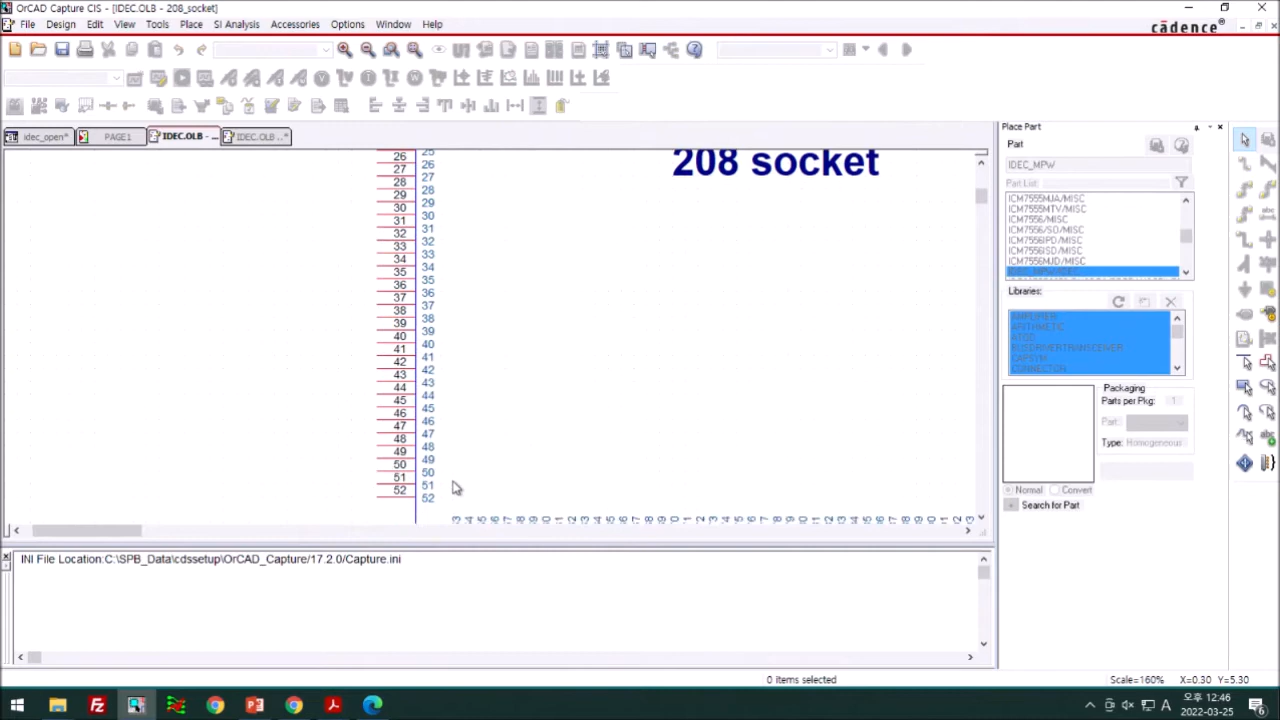 OrCAD Capture CIS - [IDEC.OLB - 208_socket]
File Design Edit View Tools Place SI Analysis Accessories Options Window Help
cādence®
idec_open* PAGE1 IDEC.OLB - ... IDEC.OLB ..*
Place Part
Part
IDEC_MPW
Part List:
ICM7555MJA/MISC
ICM7555MTV/MISC
ICM7556/MISC
ICM7556/SO/MISC
ICM7556IPD/MISC
ICM7556ISD/MISC
ICM7556MJD/MISC
IDEC_MPW/IDEC
Libraries:
AMPLIFIER
ARITHMETIC
ATOD
BUSDRIVERTRANSCEIVER
CAPSYM
CONNECTOR
Packaging
Parts per Pkg: 1
Part:
Type: Homogeneous
Normal Convert
Search for Part
208 socket
25
26 26
27 27
28 28
29 29
30 30
31 31
32 32
33 33
34 34
35 35
36 36
37 37
38 38
39 39
40 40
41 41
42 42
43 43
44 44
45 45
46 46
47 47
48 48
49 49
50 50
51 51
52 52
INI File Location:C:\SPB_Data\cdssetup\OrCAD_Capture/17.2.0/Capture.ini
0 items selected Scale=160% X=0.30 Y=5.30
A 오후 12:46
2022-03-25
6